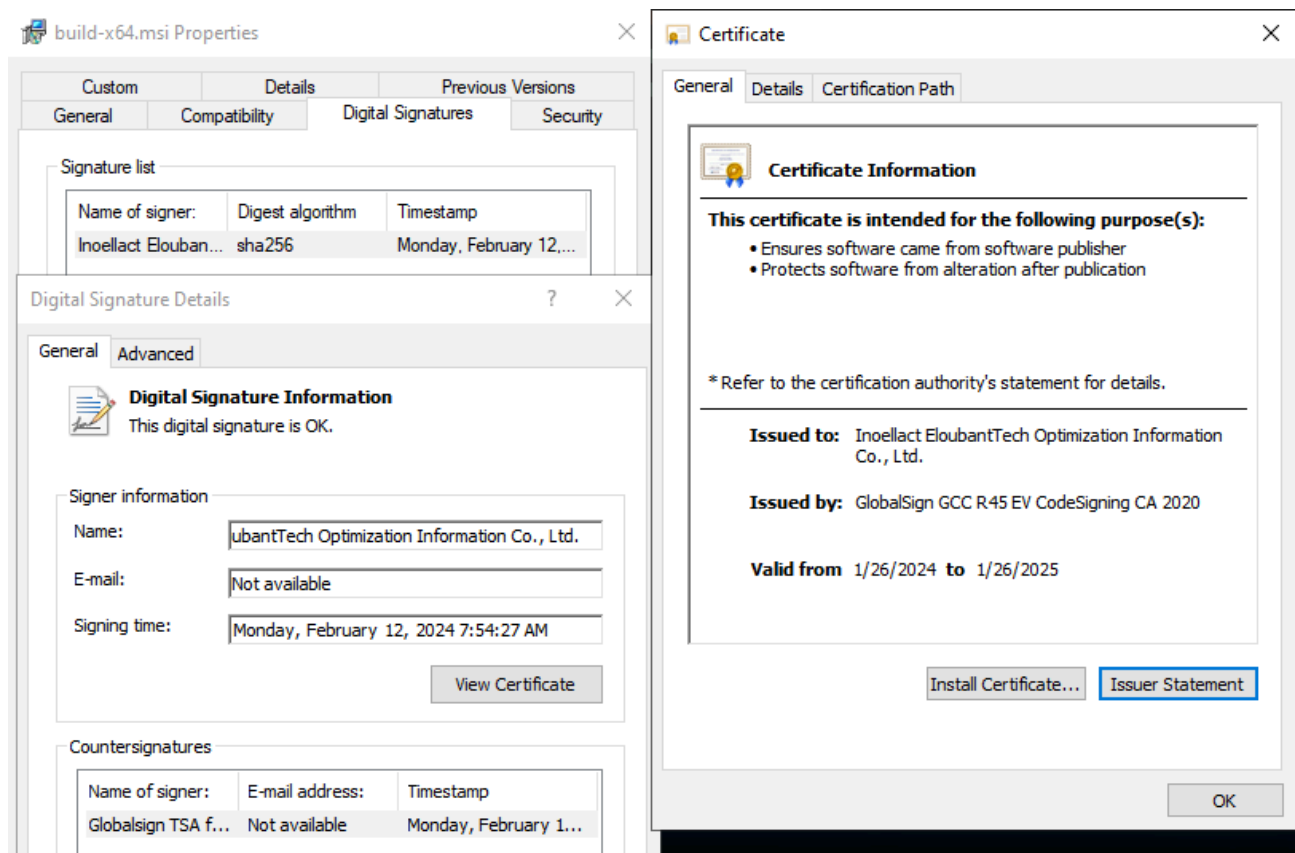 build-x64.msi Properties
Custom Details Previous Versions
General Compatibility Digital Signatures Security
Signature list
Name of signer: Digest algorithm Timestamp
Inoellact Elouban... sha256 Monday, February 12,...
Digital Signature Details ?
General Advanced
Digital Signature Information
This digital signature is OK.
Signer information
Name: ubantTech Optimization Information Co., Ltd.
E-mail: Not available
Signing time: Monday, February 12, 2024 7:54:27 AM
View Certificate
Countersignatures
Name of signer: E-mail address: Timestamp
Globalsign TSA f... Not available Monday, February 1...
Certificate
General Details Certification Path
Certificate Information
This certificate is intended for the following purpose(s):
• Ensures software came from software publisher
• Protects software from alteration after publication
* Refer to the certification authority's statement for details.
Issued to: Inoellact EloubantTech Optimization Information
Co., Ltd.
Issued by: GlobalSign GCC R45 EV CodeSigning CA 2020
Valid from 1/26/2024 to 1/26/2025
Install Certificate... Issuer Statement
OK